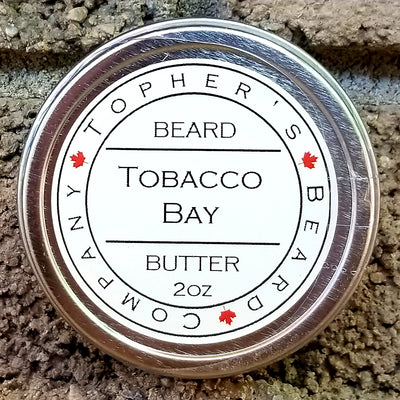 TOPHER'S BEARD COMPANY
BEARD
TOBACCO
BAY
BUTTER
2OZ